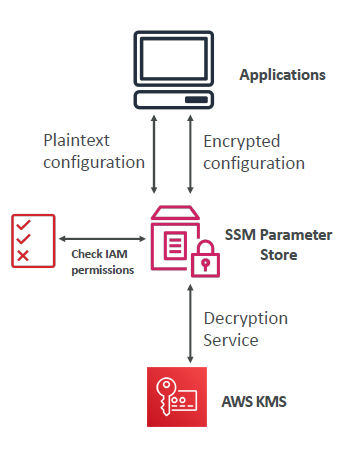 Applications
Plaintext
configuration
Encrypted
configuration
Check IAM
permissions
SSM Parameter
Store
Decryption
Service
AWS KMS